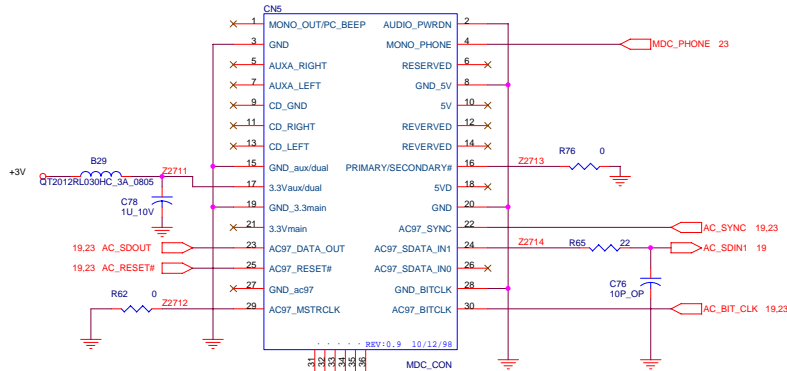 CN5
1 MONO_OUT/PC_BEEP AUDIO_PWRDN 2
3 GND MONO_PHONE 4 MDC_PHONE 23
5 AUXA_RIGHT RESERVED 6
7 AUXA_LEFT GND_5V 8
9 CD_GND 5V 10
11 CD_RIGHT REVERVED 12
13 CD_LEFT REVERVED 14
+3V B29 Z2711 15 GND_aux/dual PRIMARY/SECONDARY# 16 Z2713 R76 0
QT2012RL030HC_3A_0805 17 3.3Vaux/dual 5VD 18
C78 19 GND_3.3main GND 20
1U_10V
21 3.3Vmain AC97_SYNC 22 AC_SYNC 19,23
19,23 AC_SDOUT 23 AC97_DATA_OUT AC97_SDATA_IN1 24 Z2714 R65 22 AC_SDIN1 19
19,23 AC_RESET# 25 AC97_RESET# AC97_SDATA_IN0 26
27 GND_ac97 GND_BITCLK 28 C76
10P_OP
R62 0 Z2712 29 AC97_MSTRCLK AC97_BITCLK 30 AC_BIT_CLK 19,23
REV:0.9 10/12/98
31 32 33 34 35 36 MDC_CON